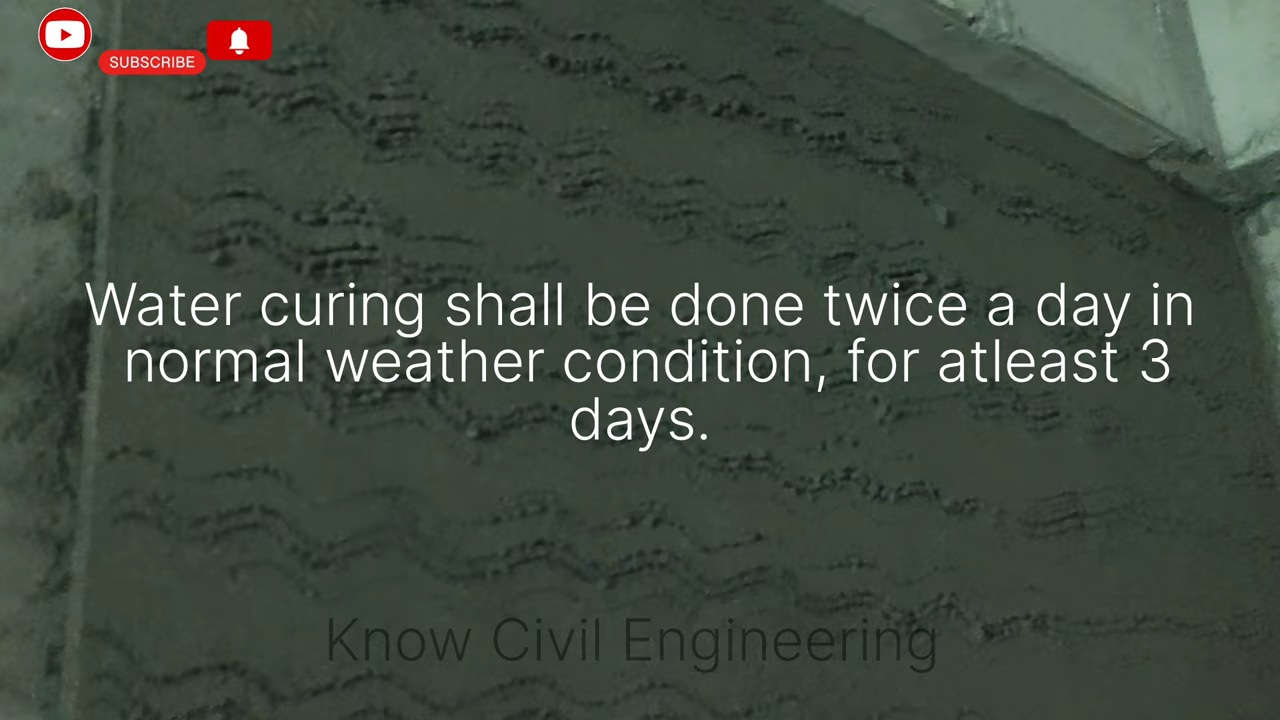 SUBSCRIBE
Water curing shall be done twice a day in
normal weather condition, for atleast 3
days.
Know Civil Engineering